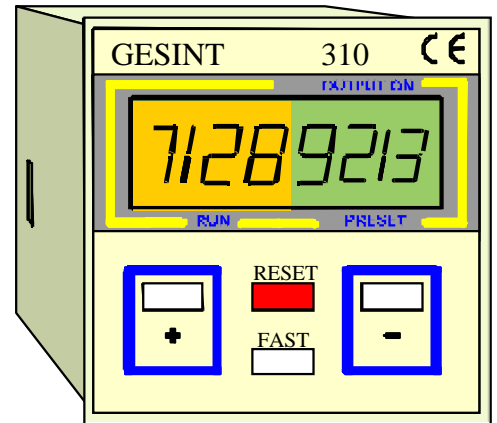 GESINT 310 CE
OUTPUT ON
71289213
RUN PRESET
RESET
+ -
FAST